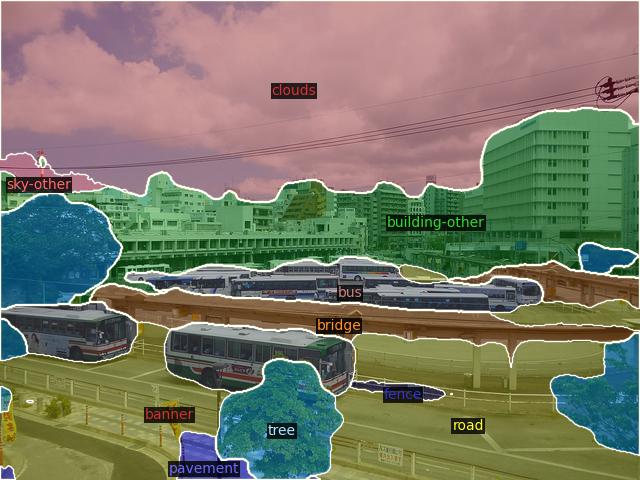 clouds
sky-other
building-other
bus
bridge
fence
banner
road
tree
pavement